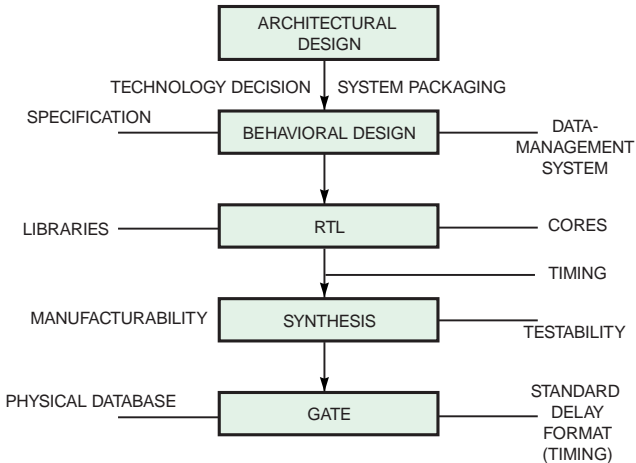 ARCHITECTURAL
DESIGN
TECHNOLOGY DECISION
SYSTEM PACKAGING
SPECIFICATION
BEHAVIORAL DESIGN
DATA-
MANAGEMENT
SYSTEM
LIBRARIES
RTL
CORES
TIMING
MANUFACTURABILITY
SYNTHESIS
TESTABILITY
PHYSICAL DATABASE
GATE
STANDARD
DELAY
FORMAT
(TIMING)